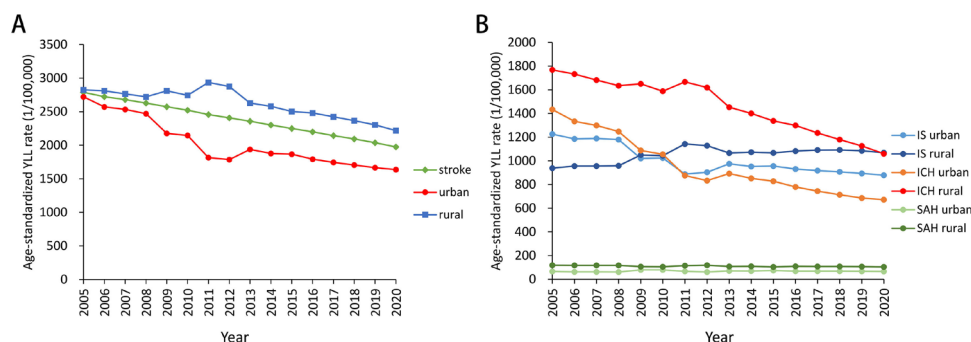 A
Age-standardized YLL rate (1/100,000)
3500
3000
2500
2000
1500
1000
500
0
2005 2006 2007 2008 2009 2010 2011 2012 2013 2014 2015 2016 2017 2018 2019 2020
Year
stroke
urban
rural
B
Age-standardized YLL rate (1/100,000)
2000
1800
1600
1400
1200
1000
800
600
400
200
0
2005 2006 2007 2008 2009 2010 2011 2012 2013 2014 2015 2016 2017 2018 2019 2020
Year
IS urban
IS rural
ICH urban
ICH rural
SAH urban
SAH rural